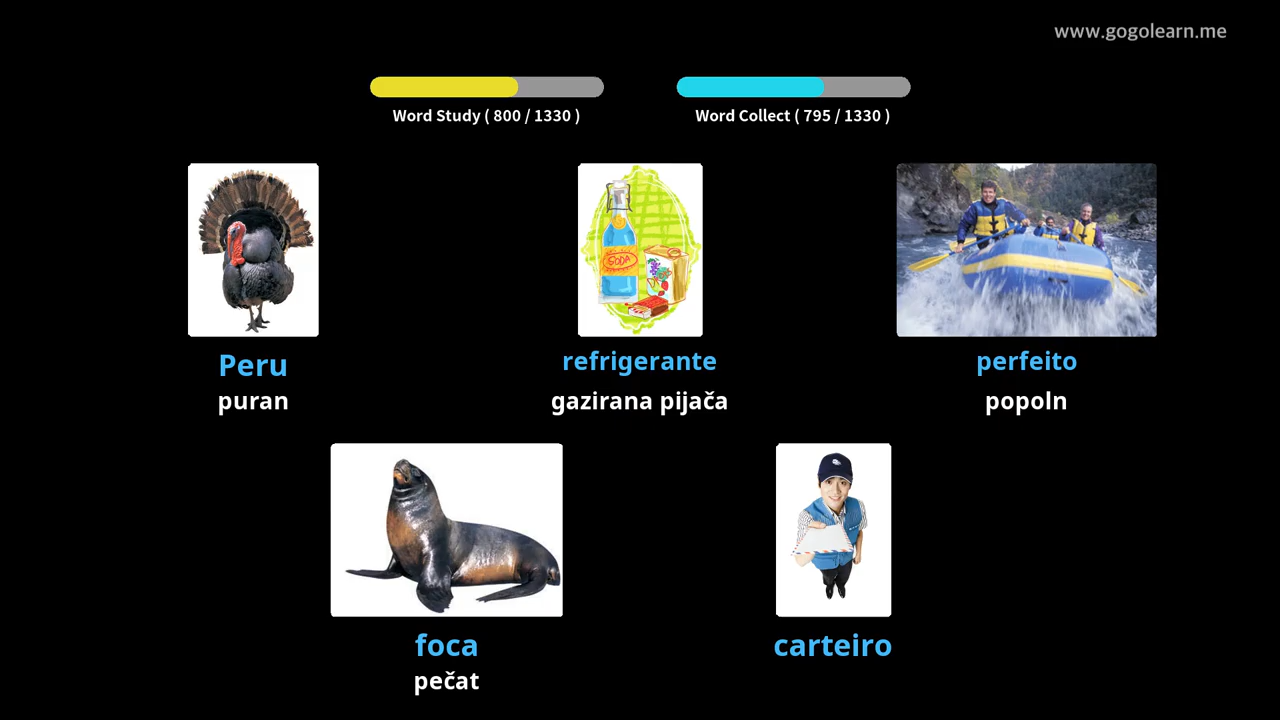 www.gogolearn.me
Word Study ( 800 / 1330 )
Word Collect ( 795 / 1330 )
SODA
Peru
refrigerante
perfeito
puran
gazirana pijača
popoln
foca
carteiro
pečat